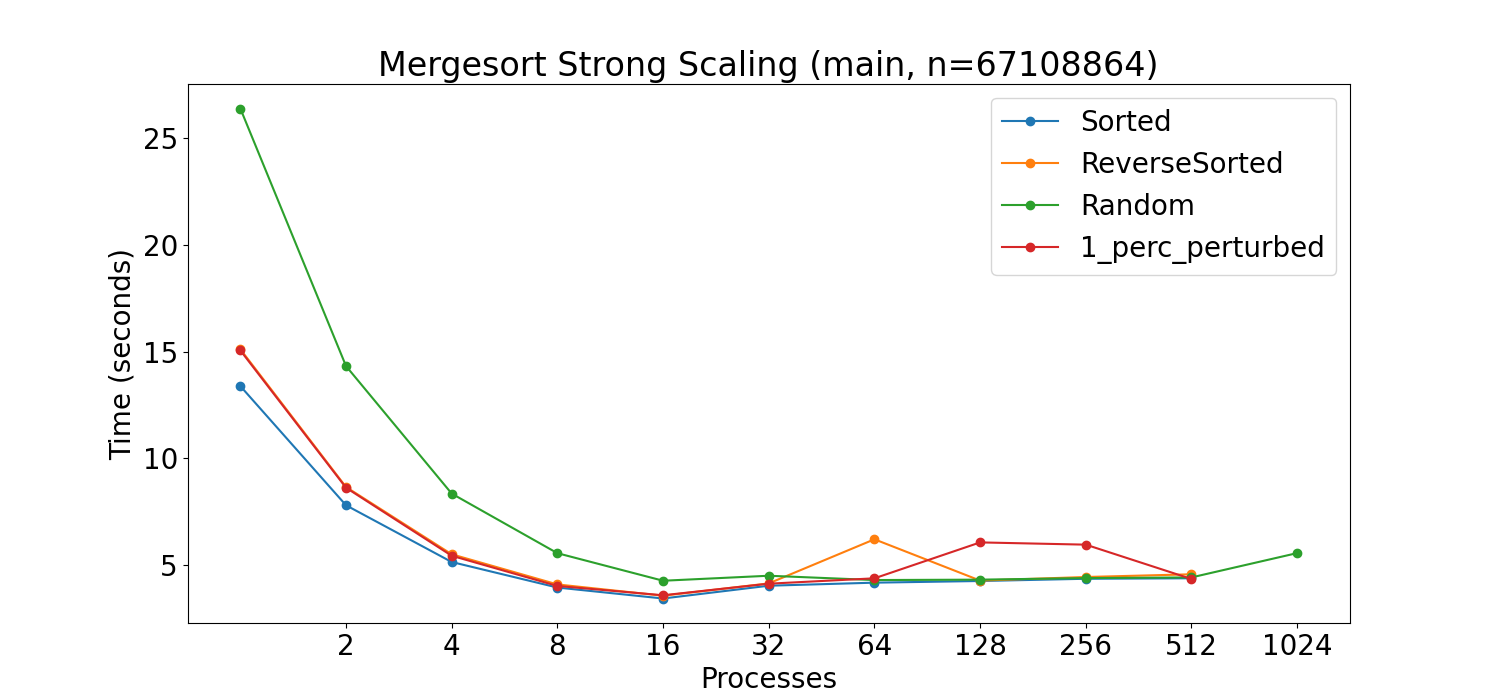 Mergesort Strong Scaling (main, n=67108864)
Sorted
ReverseSorted
Random
1_perc_perturbed
Time (seconds)
25
20
15
10
5
2 4 8 16 32 64 128 256 512 1024
Processes